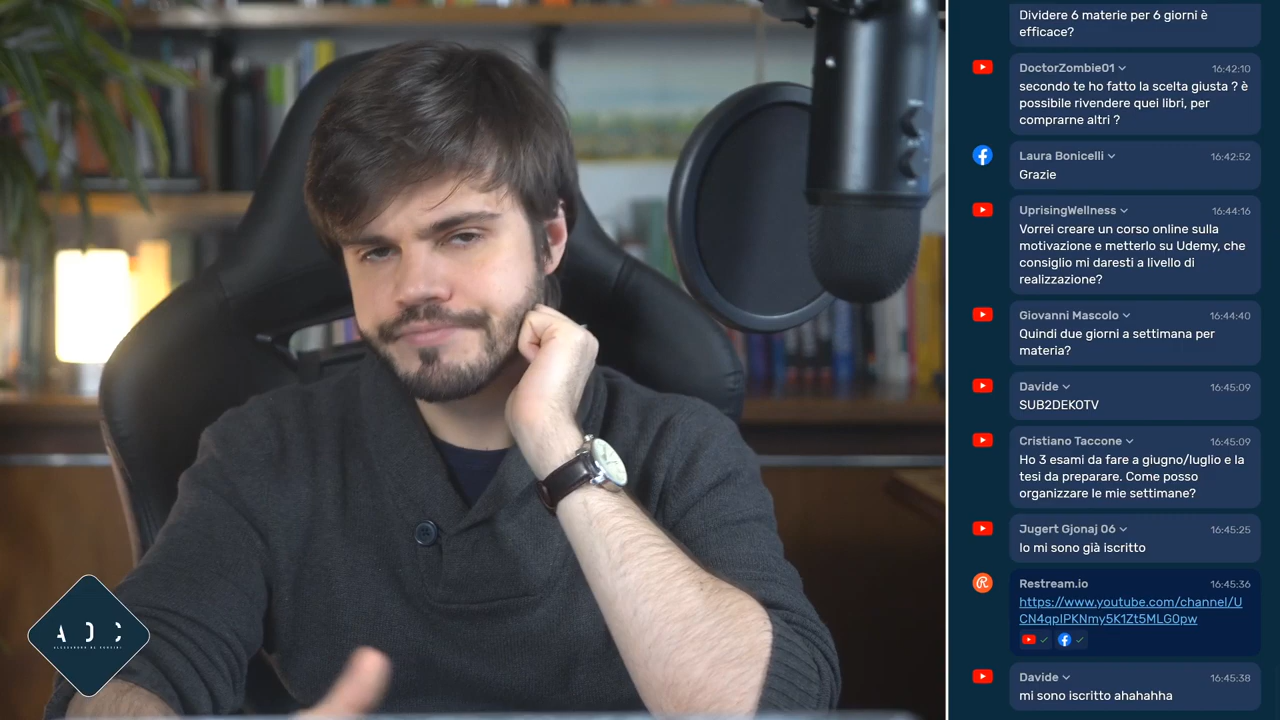 Dividere 6 materie per 6 giorni è
efficace?
DoctorZombie01 16:42:10
secondo te ho fatto la scelta giusta ? è
possibile rivendere quei libri, per
comprarne altri ?
Laura Bonicelli 16:42:52
Grazie
UprisingWellness 16:44:16
Vorrei creare un corso online sulla
motivazione e metterlo su Udemy, che
consiglio mi daresti a livello di
realizzazione?
Giovanni Mascolo 16:44:40
Quindi due giorni a settimana per
materia?
Davide 16:45:09
SUB2DEKOTV
Cristiano Taccone 16:45:09
Ho 3 esami da fare a giugno/luglio e la
tesi da preparare. Come posso
organizzare le mie settimane?
Jugert Gjonaj 06 16:45:25
Io mi sono già iscritto
Restream.io 16:45:36
https://www.youtube.com/channel/U
CN4qpIPKNmy5K1Zt5MLG0pw
Davide 16:45:38
mi sono iscritto ahahahha